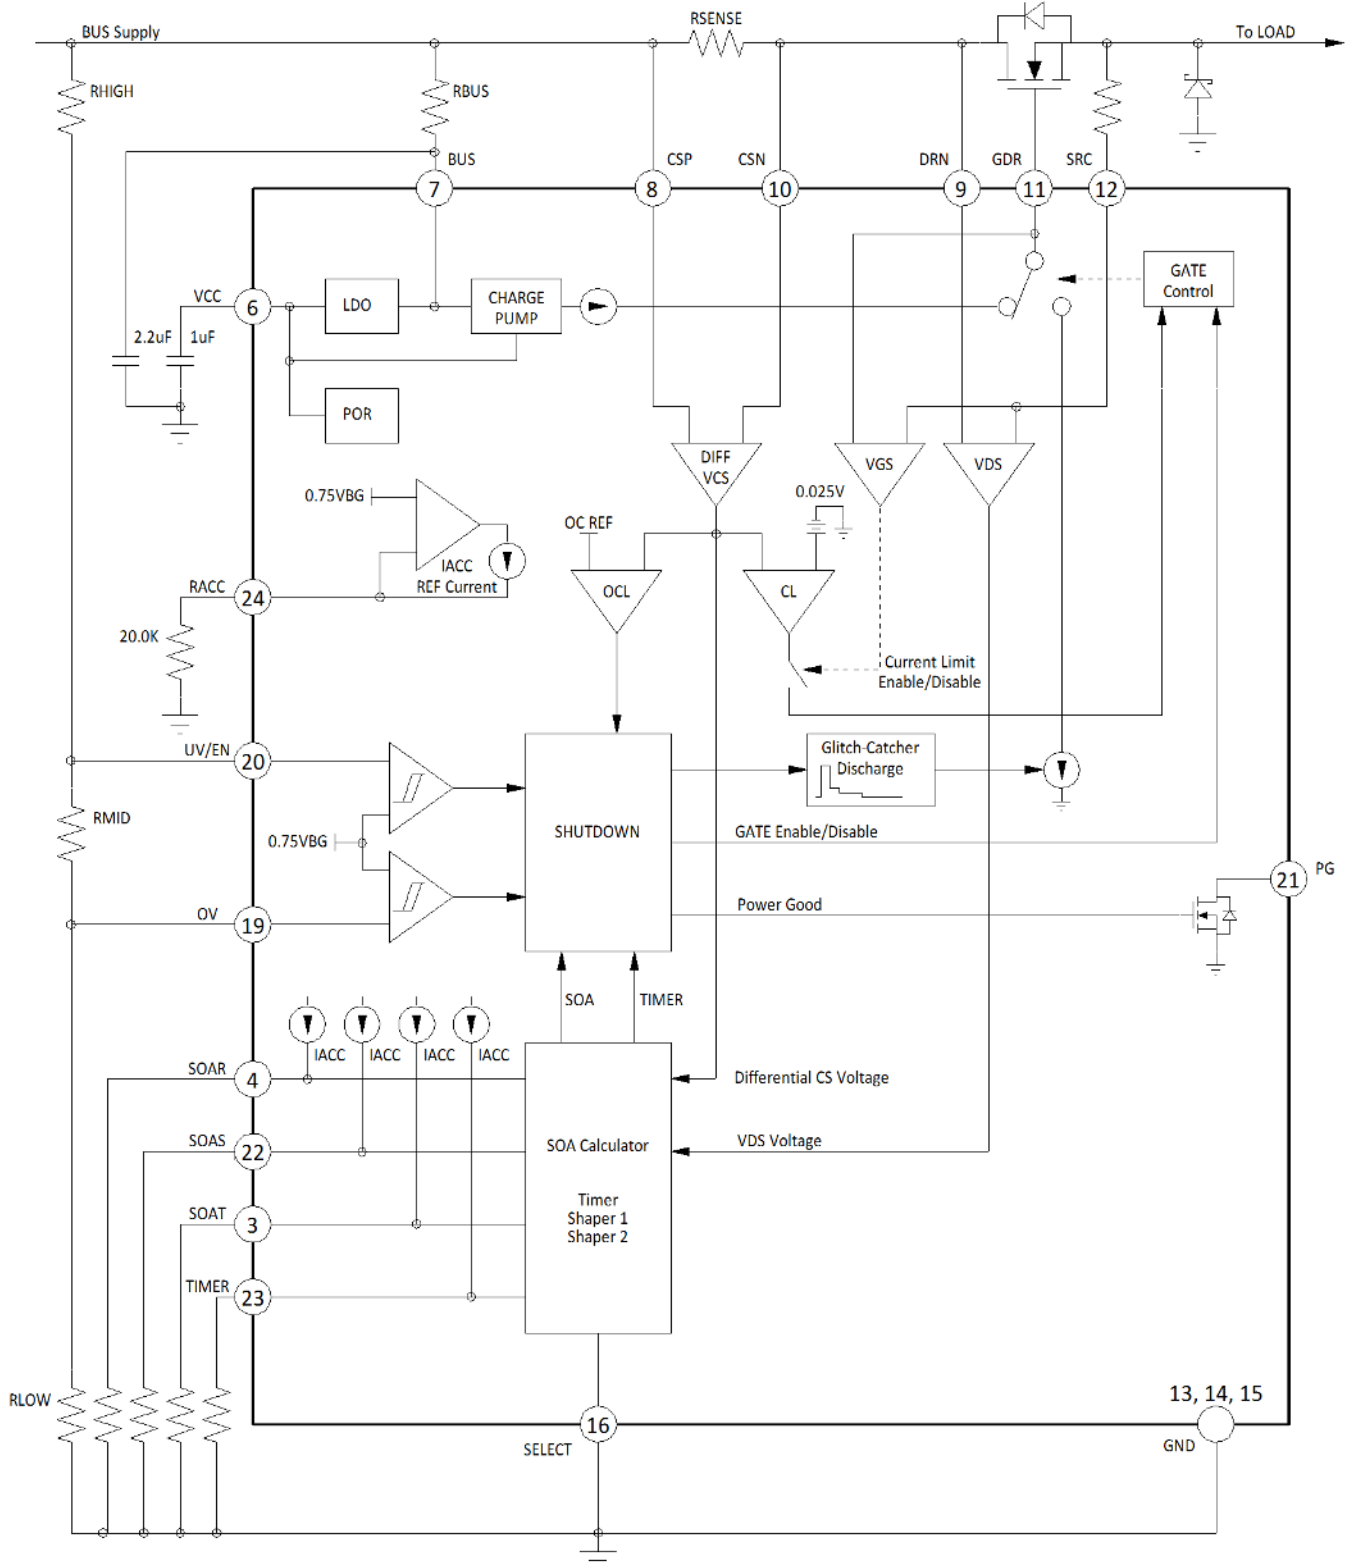 RSENSE
BUS Supply
To LOAD
RHIGH
RBUS
BUS
CSP
CSN
DRN
GDR
SRC
7
8
10
9
11
12
VCC
6
LDO
CHARGE
PUMP
GATE
Control
2.2uF
1uF
POR
DIFF
VCS
VGS
VDS
0.75VBG
0.025V
OC REF
IACC
REF Current
RACC
24
OCL
CL
20.0K
Current Limit
Enable/Disable
UV/EN
20
Glitch-Catcher
Discharge
RMID
0.75VBG
SHUTDOWN
GATE Enable/Disable
PG
21
OV
19
Power Good
SOA
TIMER
IACC
IACC
IACC
IACC
SOAR
4
Differential CS Voltage
SOAS
22
SOA Calculator
VDS Voltage
SOAT
3
Timer
Shaper 1
Shaper 2
TIMER
23
RLOW
13, 14, 15
16
SELECT
GND